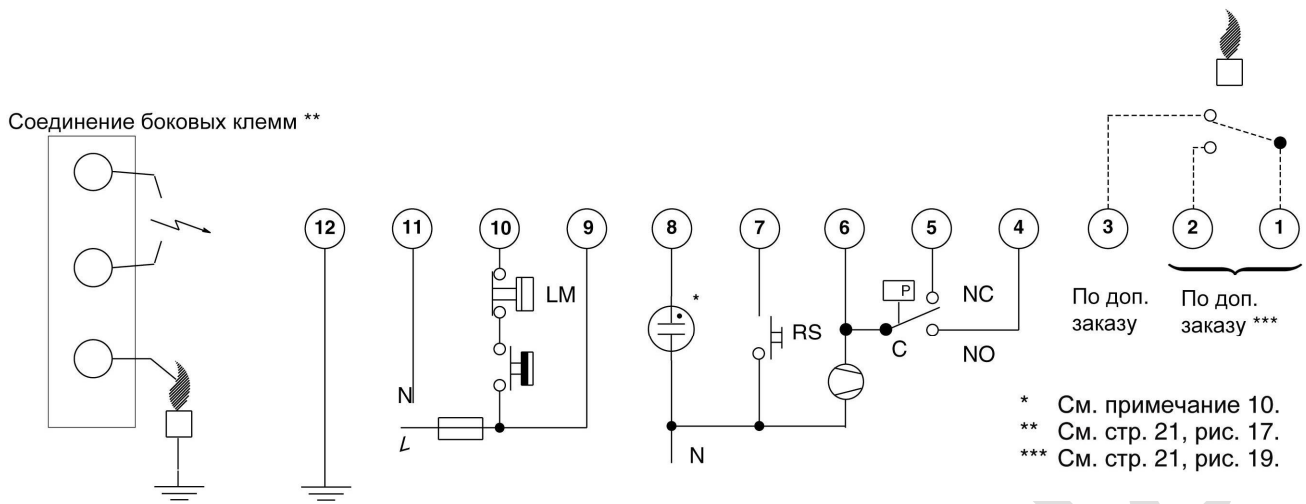 Соединение боковых клемм **
12
11
10
9
8
7
6
5
4
3
2
1
LM
*
RS
P
NC
C
NO
N
L
N
По доп.
заказу
По доп.
заказу ***
* См. примечание 10.
** См. стр. 21, рис. 17.
*** См. стр. 21, рис. 19.